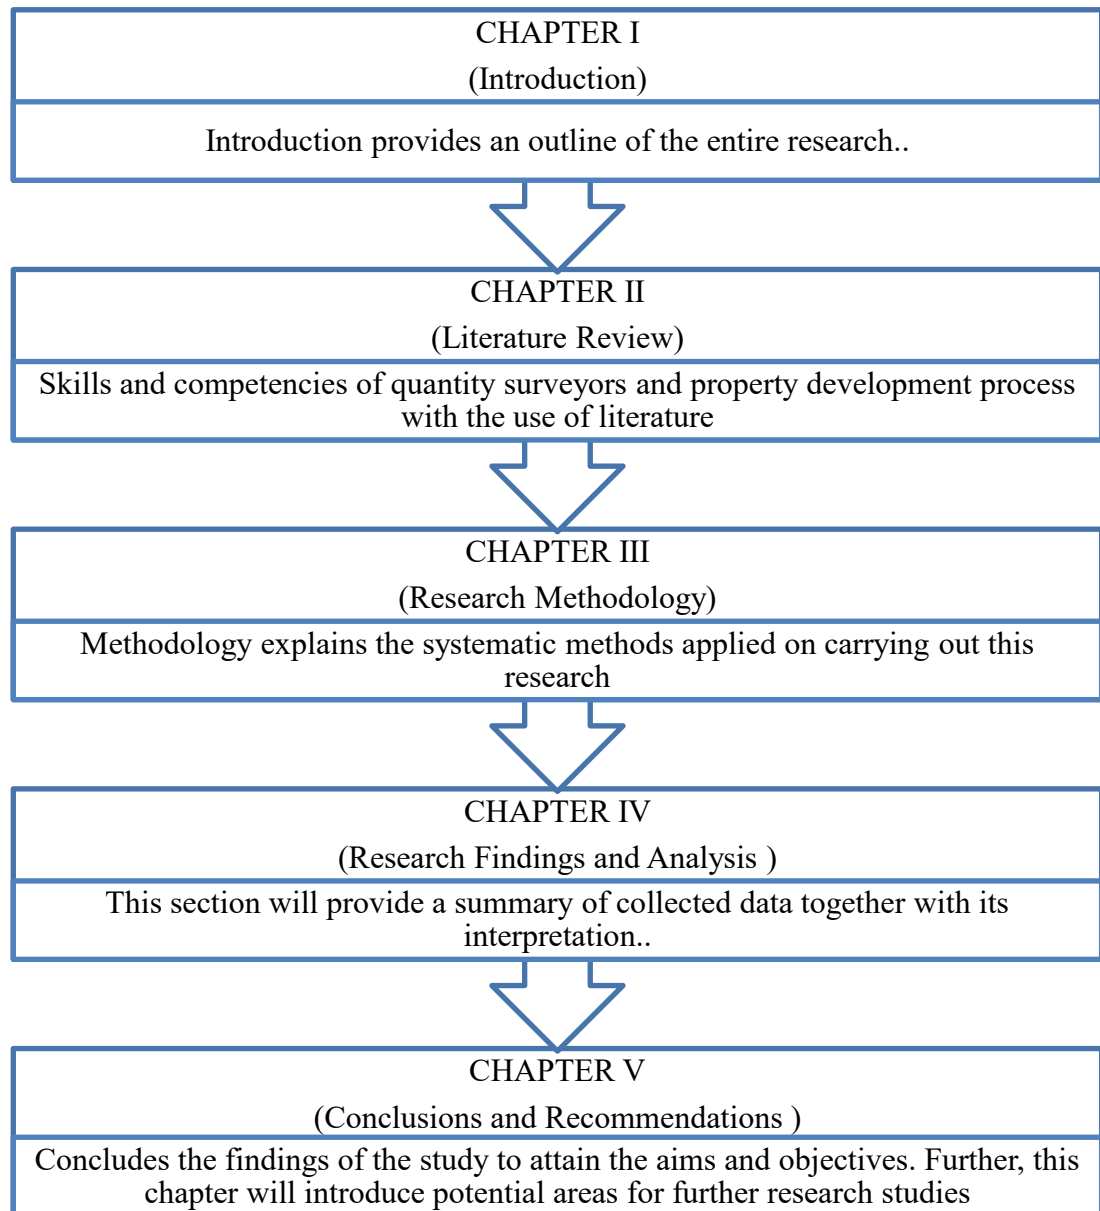 CHAPTER I
(Introduction)
Introduction provides an outline of the entire research..
CHAPTER II
(Literature Review)
Skills and competencies of quantity surveyors and property development process
with the use of literature
CHAPTER III
(Research Methodology)
Methodology explains the systematic methods applied on carrying out this
research
CHAPTER IV
(Research Findings and Analysis )
This section will provide a summary of collected data together with its
interpretation..
CHAPTER V
(Conclusions and Recommendations )
Concludes the findings of the study to attain the aims and objectives. Further, this
chapter will introduce potential areas for further research studies